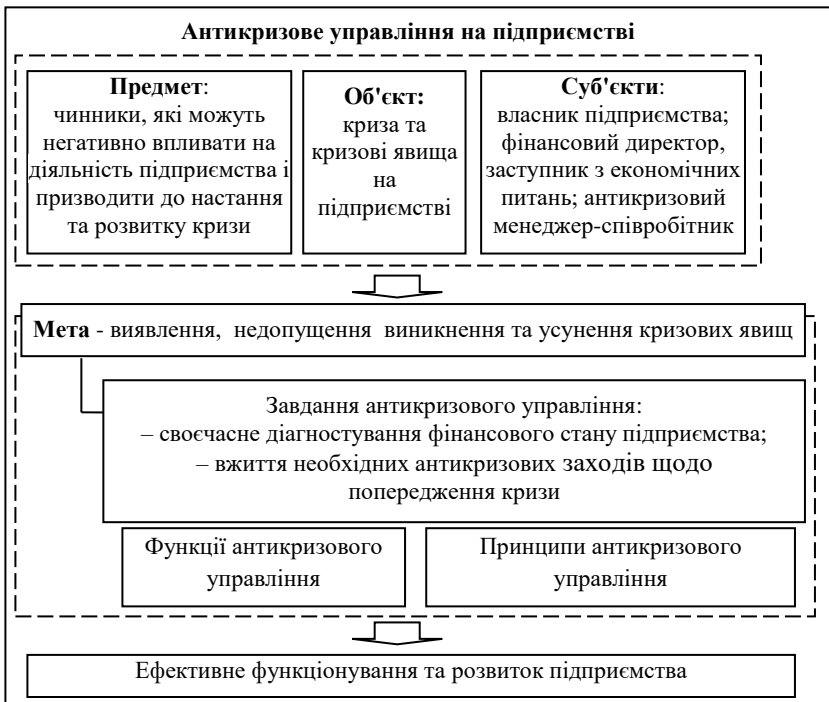 Антикризове управління на підприємстві
Предмет:
чинники, які можуть
негативно впливати на
діяльність підприємства і
призводити до настання
та розвитку кризи
Об'єкт:
криза та
кризові явища
на
підприємстві
Суб'єкти:
власник підприємства;
фінансовий директор,
заступник з економічних
питань; антикризовий
менеджер-співробітник
Мета - виявлення, недопущення виникнення та усунення кризових явищ
Завдання антикризового управління:
– своєчасне діагностування фінансового стану підприємства;
– вжиття необхідних антикризових заходів щодо
попередження кризи
Функції антикризового
управління
Принципи антикризового
управління
Ефективне функціонування та розвиток підприємства